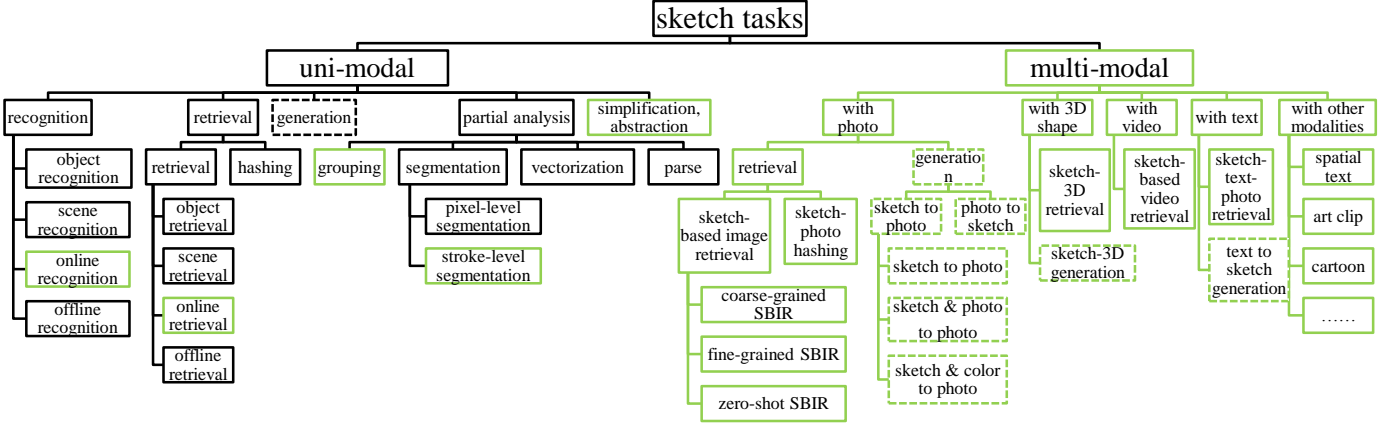 sketch tasks
uni-modal
multi-modal
recognition
retrieval
generation
partial analysis
simplification,
abstraction
with
photo
with 3D
shape
with
video
with text
with other
modalities
object
recognition
scene
recognition
online
recognition
offline
recognition
retrieval
hashing
object
retrieval
scene
retrieval
online
retrieval
offline
retrieval
grouping
segmentation
vectorization
parse
pixel-level
segmentation
stroke-level
segmentation
retrieval
generatio
n
sketch-
based image
retrieval
sketch-
photo
hashing
coarse-grained
SBIR
fine-grained SBIR
zero-shot SBIR
sketch to
photo
photo to
sketch
sketch to photo
sketch & photo
to photo
sketch & color
to photo
sketch-
3D
retrieval
sketch-3D
generation
sketch-
based
video
retrieval
sketch-
text-
photo
retrieval
text to
sketch
generation
spatial
text
art clip
cartoon
……